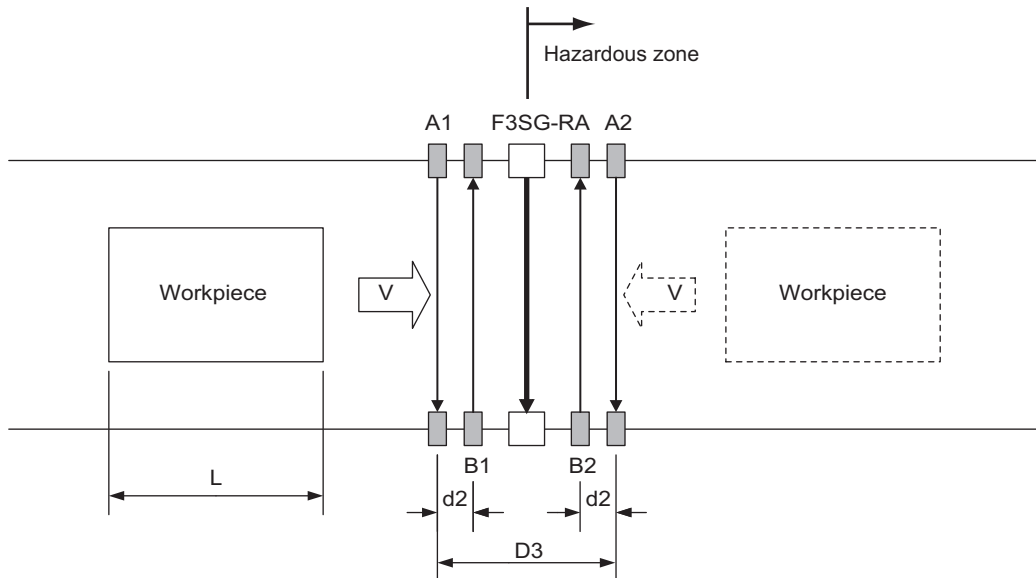 Hazardous zone
A1
F3SG-RA
A2
Workpiece
V
V
Workpiece
B1
B2
L
d2
d2
D3